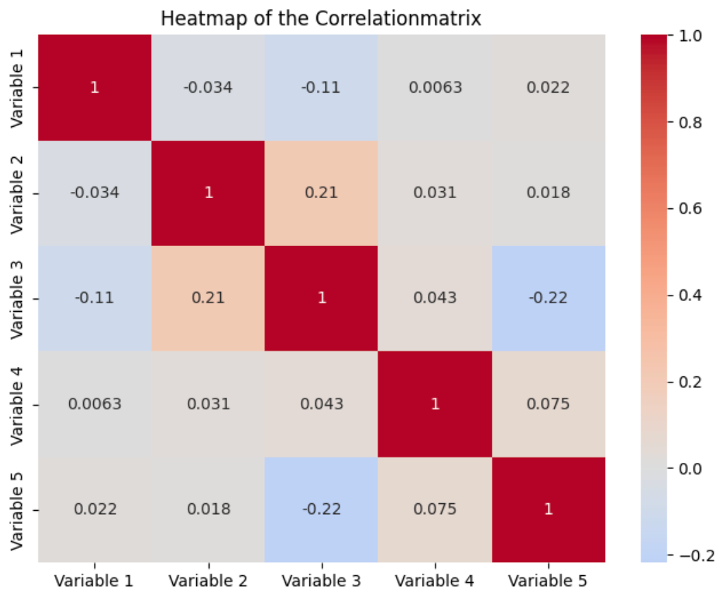 Heatmap of the Correlationmatrix
Variable 1
1 -0.034 -0.11 0.0063 0.022
Variable 2
-0.034 1 0.21 0.031 0.018
Variable 3
-0.11 0.21 1 0.043 -0.22
Variable 4
0.0063 0.031 0.043 1 0.075
Variable 5
0.022 0.018 -0.22 0.075 1
Variable 1 Variable 2 Variable 3 Variable 4 Variable 5
1.0
0.8
0.6
0.4
0.2
0.0
−0.2